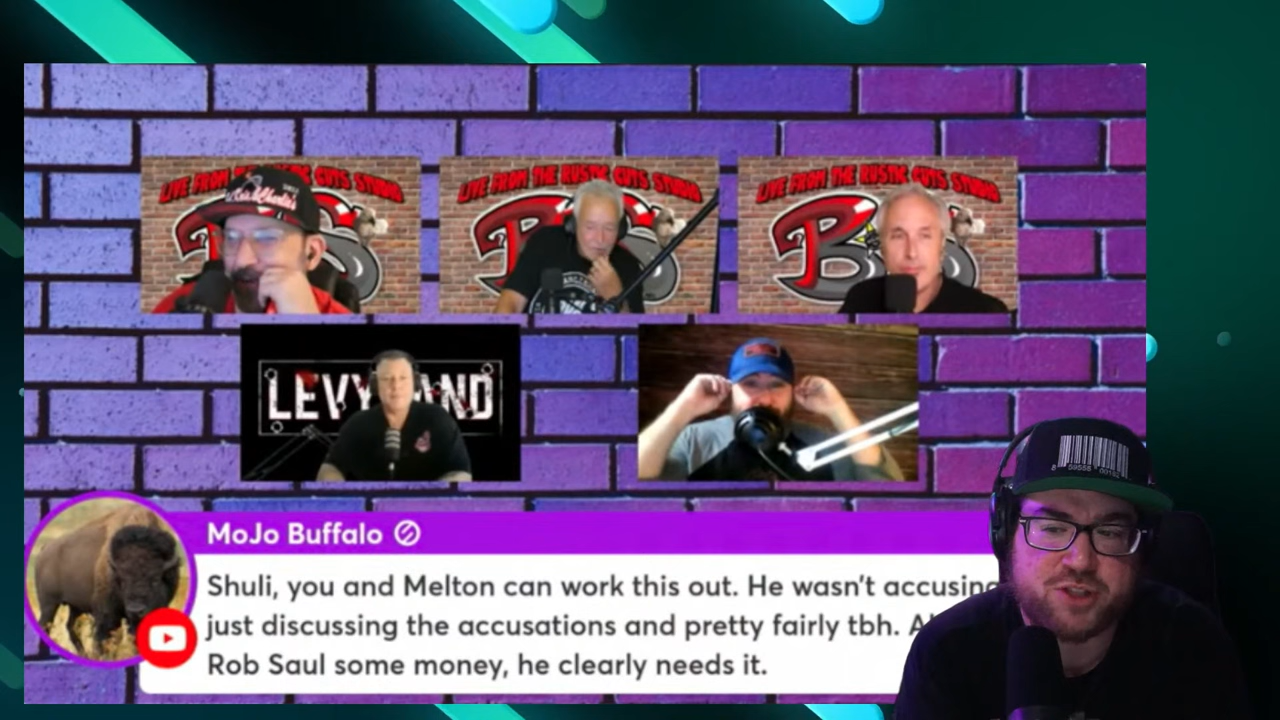 LIVE FROM THE RUSTIC CUTS STUDIO
LIVE FROM THE RUSTIC CUTS STUDIO
LIVE FROM THE RUSTIC CUTS STUDIO
BS
LEVY AND
MoJo Buffalo
Shuli, you and Melton can work this out. He wasn't accusing
just discussing the accusations and pretty fairly tbh.
Rob Saul some money, he clearly needs it.